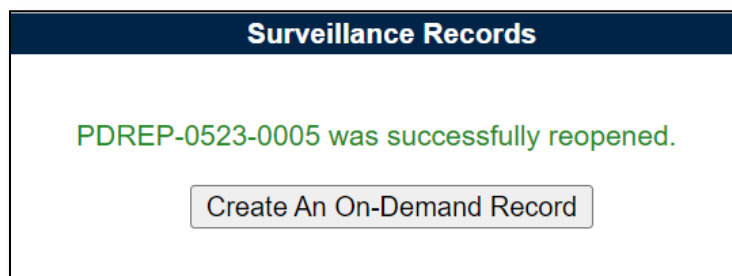 Surveillance Records
PDREP-0523-0005 was successfully reopened.
Create An On-Demand Record